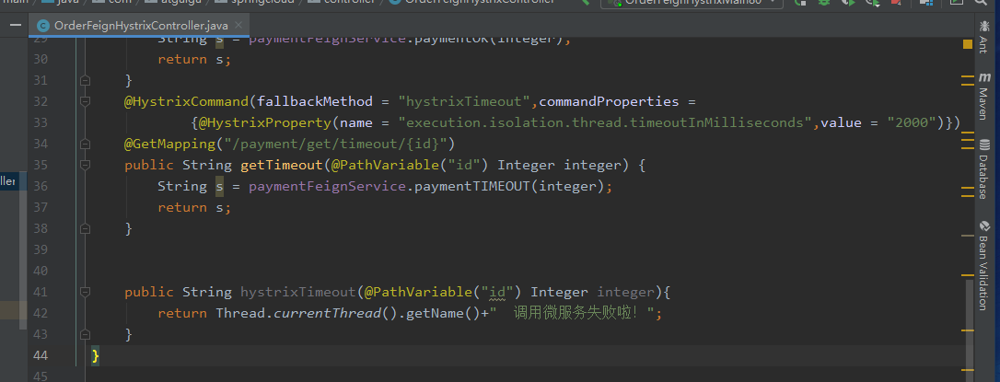 main
java
com
atguigu
springcloud
controller
OrderFeignHystrixController
OrderFeignHystrixMain80
OrderFeignHystrixController.java
29 String s = paymentFeignService.paymentOK(integer);
30 return s;
31 }
32 @HystrixCommand(fallbackMethod = "hystrixTimeout",commandProperties =
33 {@HystrixProperty(name = "execution.isolation.thread.timeoutInMilliseconds",value = "2000")})
34 @GetMapping("/payment/get/timeout/{id}")
35 public String getTimeout(@PathVariable("id") Integer integer) {
36 String s = paymentFeignService.paymentTIMEOUT(integer);
37 return s;
38 }
39
40
41 public String hystrixTimeout(@PathVariable("id") Integer integer){
42 return Thread.currentThread().getName()+"  调用微服务失败啦! ";
43 }
44 }
45
ller
Ant
Maven
Database
Bean Validation